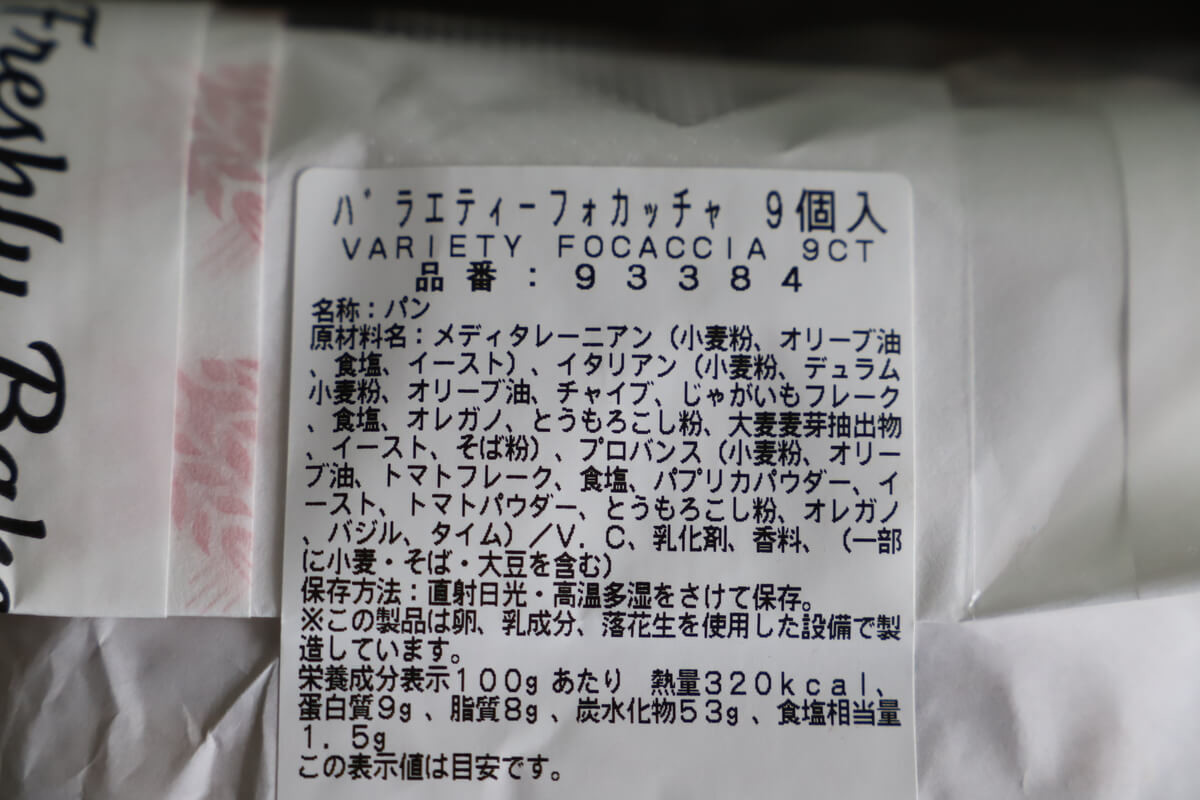 Freshly Bake
バラエティーフォカッチャ 9個入
VARIETY FOCACCIA 9CT
品番:93384
名称:パン
原材料名:メディタレーニアン(小麦粉、オリーブ油
、食塩、イースト)、イタリアン(小麦粉、デュラム
小麦粉、オリーブ油、チャイブ、じゃがいもフレーク
、食塩、オレガノ、とうもろこし粉、大麦麦芽抽出物
、イースト、そば粉)、プロバンス(小麦粉、オリー
ブ油、トマトフレーク、食塩、パプリカパウダー、イ
ースト、トマトパウダー、とうもろこし粉、オレガノ
、バジル、タイム)/V.C、乳化剤、香料、(一部
に小麦・そば・大豆を含む)
保存方法:直射日光・高温多湿をさけて保存。
※この製品は卵、乳成分、落花生を使用した設備で製
造しています。
栄養成分表示100gあたり 熱量320kcal、
蛋白質9g、脂質8g、炭水化物53g、食塩相当量
1.5g
この表示値は目安です。